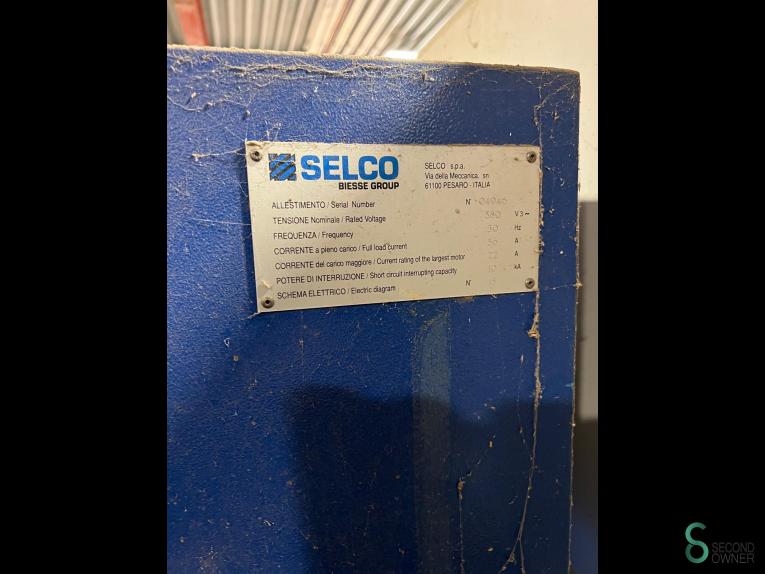 SELCO
BIESSE GROUP
SELCO s.p.a.
Via della Meccanica, sn
61100 PESARO - ITALIA
ALLESTIMENTO / Serial Number N°
TENSIONE Nominale / Rated Voltage 380 V 3~
FREQUENZA / Frequency 50 Hz
CORRENTE a pieno carico / Full load current A
CORRENTE del carico maggiore / Current rating of the largest motor A
POTERE DI INTERRUZIONE / Short circuit interrupting capacity kA
SCHEMA ELETTRICO / Electric diagram N°
SECOND
OWNER